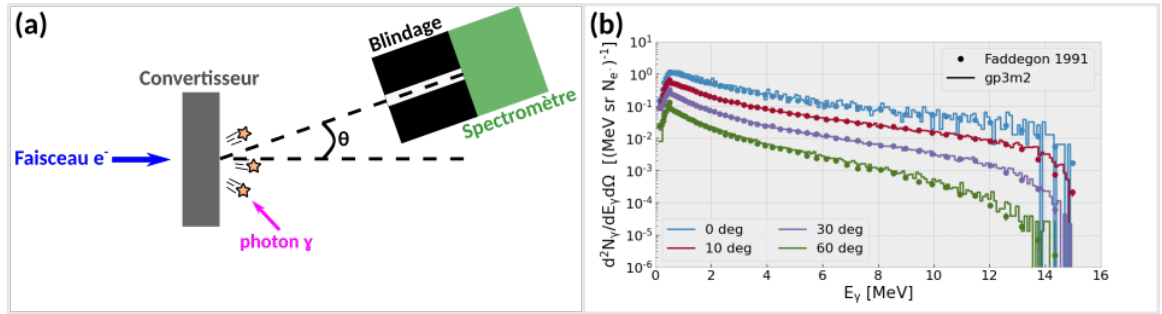 (a)
Blindage
Convertisseur
Spectromètre
θ
Faisceau e⁻
photon ɣ
(b)
d²Nᵧ/dEᵧdΩ [(MeV sr Nₑ⁻)⁻¹]
10¹
10⁰
10⁻¹
10⁻²
10⁻³
10⁻⁴
10⁻⁵
10⁻⁶
Faddegon 1991
gp3m2
0 deg
30 deg
10 deg
60 deg
0 2 4 6 8 10 12 14 16
Eᵧ [MeV]